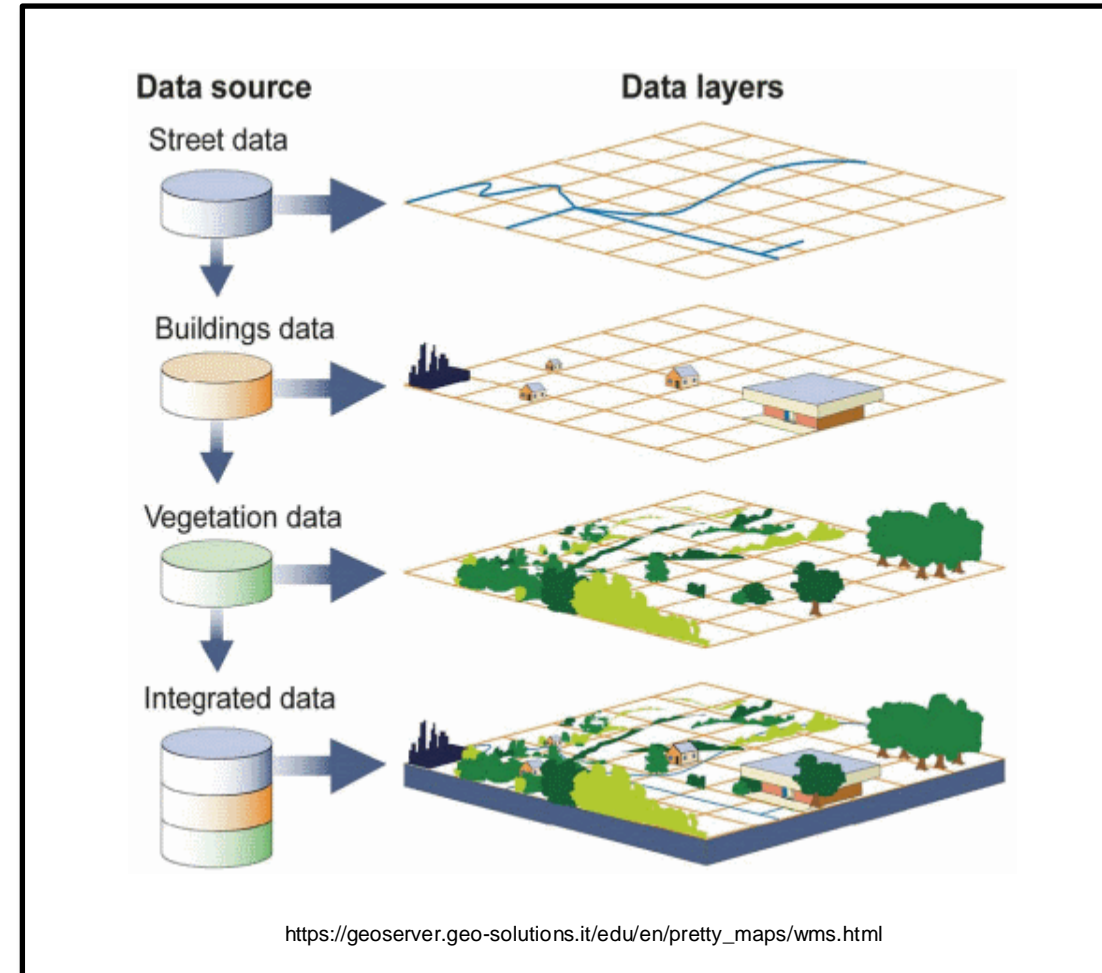 Data source
Data layers
Street data
Buildings data
Vegetation data
Integrated data
https://geoserver.geo-solutions.it/edu/en/pretty_maps/wms.html